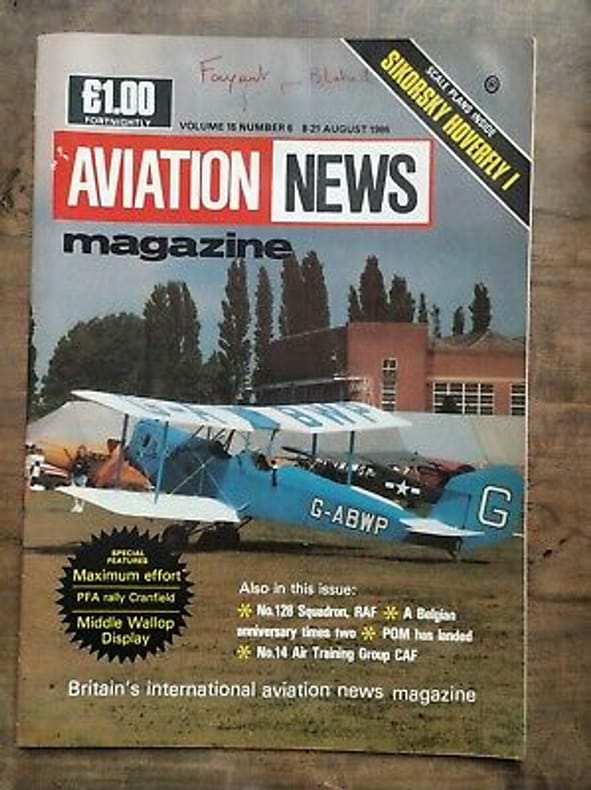 £1.00
FORTNIGHTLY
VOLUME 15 NUMBER 6 8-21 AUGUST 1986
SCALE PLANS INSIDE
SIKORSKY HOVERFLY I
AVIATION NEWS
magazine
G-ABWP
G
SPECIAL
FEATURES
Maximum effort
PFA rally Cranfield
Middle Wallop
Display
Also in this issue:
No.128 Squadron, RAF A Belgian
anniversary times two POM has landed
No.14 Air Training Group CAF
Britain's international aviation news magazine